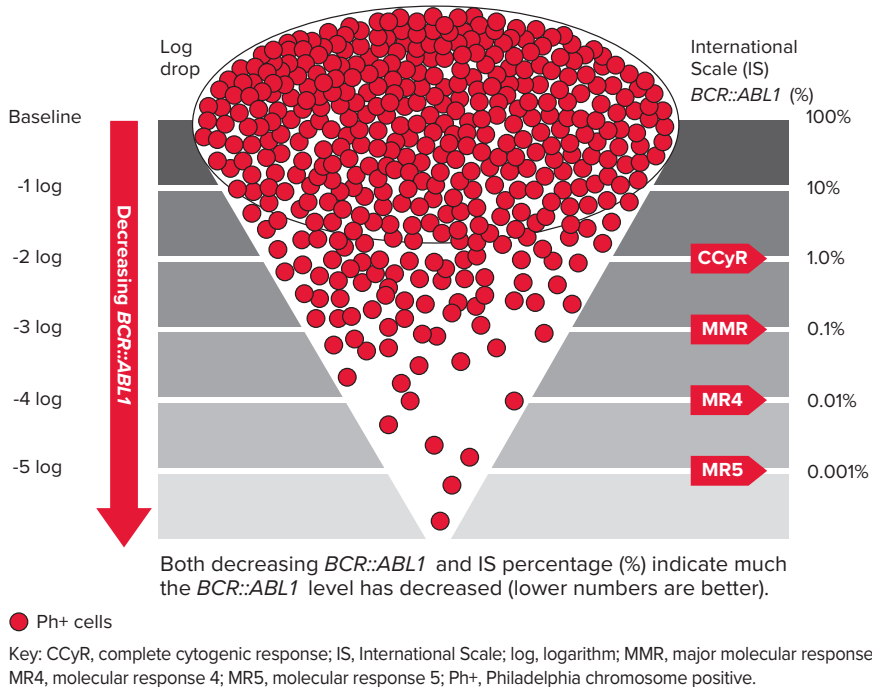 Log drop
International Scale (IS) BCR::ABL1 (%)
Baseline
100%
-1 log
10%
-2 log
CCyR
1.0%
-3 log
MMR
0.1%
-4 log
MR4
0.01%
-5 log
MR5
0.001%
Decreasing BCR::ABL1
Both decreasing BCR::ABL1 and IS percentage (%) indicate much
the BCR::ABL1 level has decreased (lower numbers are better).
Ph+ cells
Key: CCyR, complete cytogenic response; IS, International Scale; log, logarithm; MMR, major molecular response
MR4, molecular response 4; MR5, molecular response 5; Ph+, Philadelphia chromosome positive.